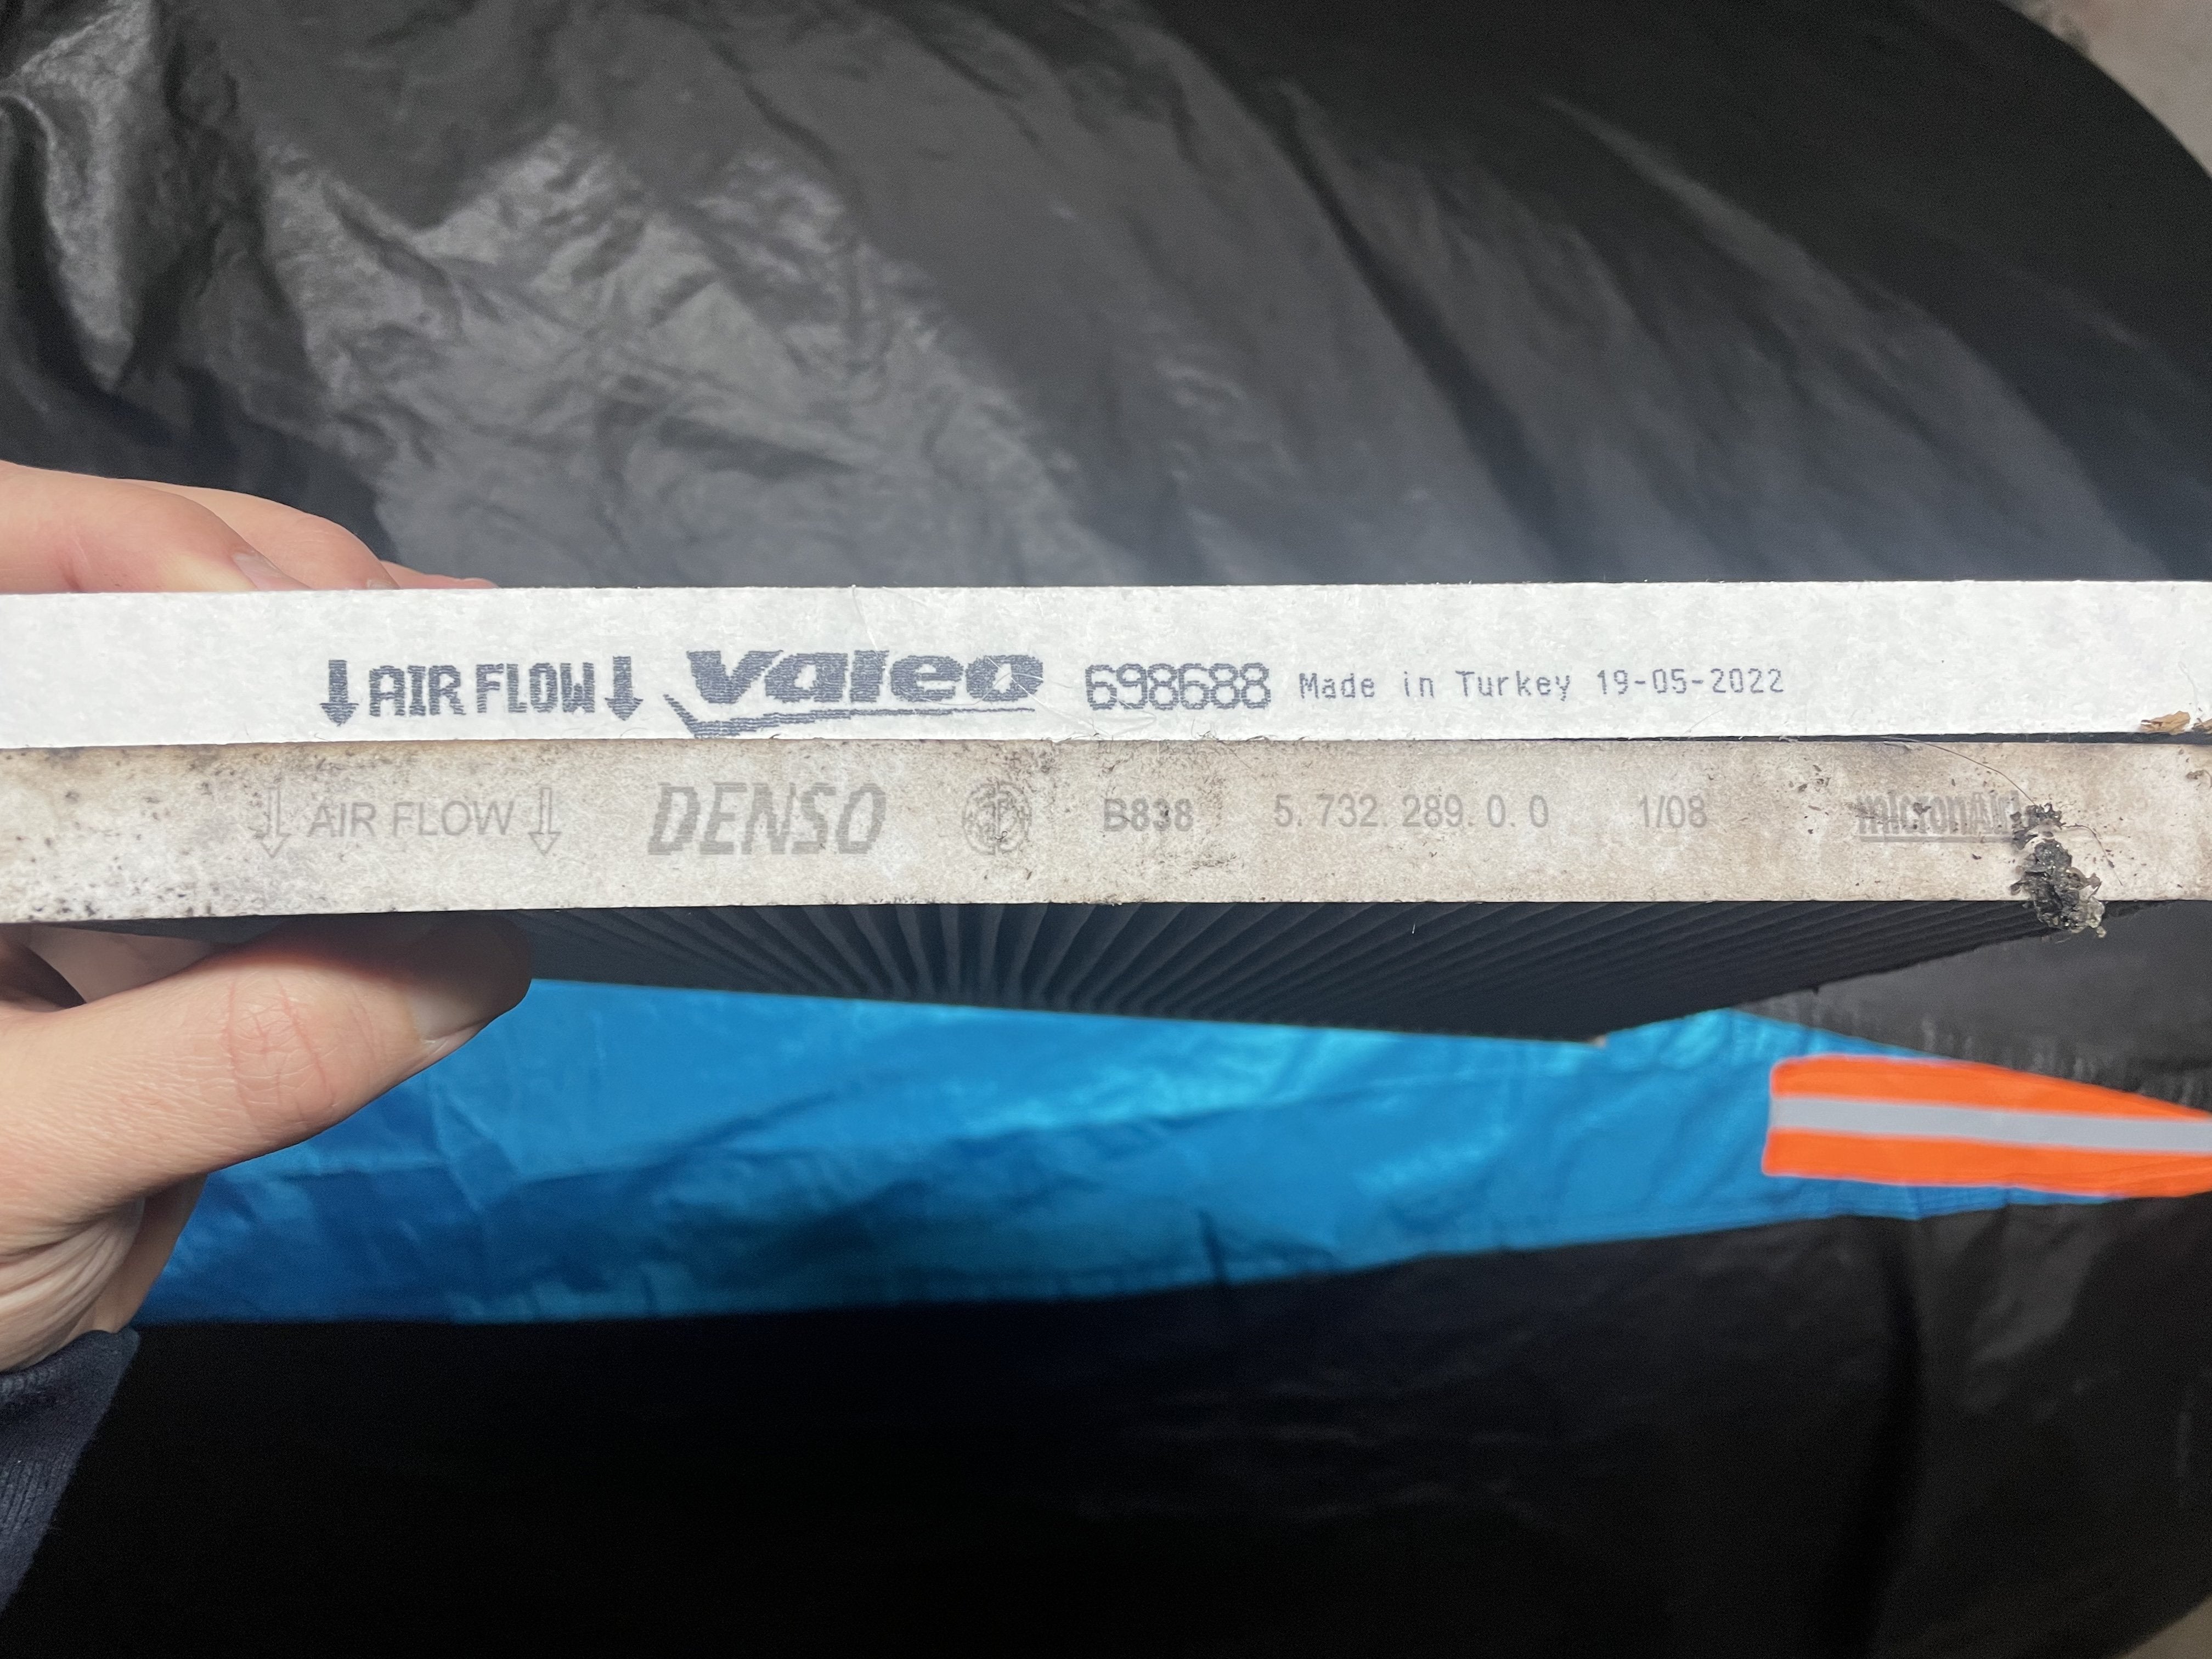 ↓ AIR FLOW ↓ Valeo 698688 Made in Turkey 19-05-2022
↓ AIR FLOW ↓ DENSO B838 5.732 289.0.0 1/08 micronAir